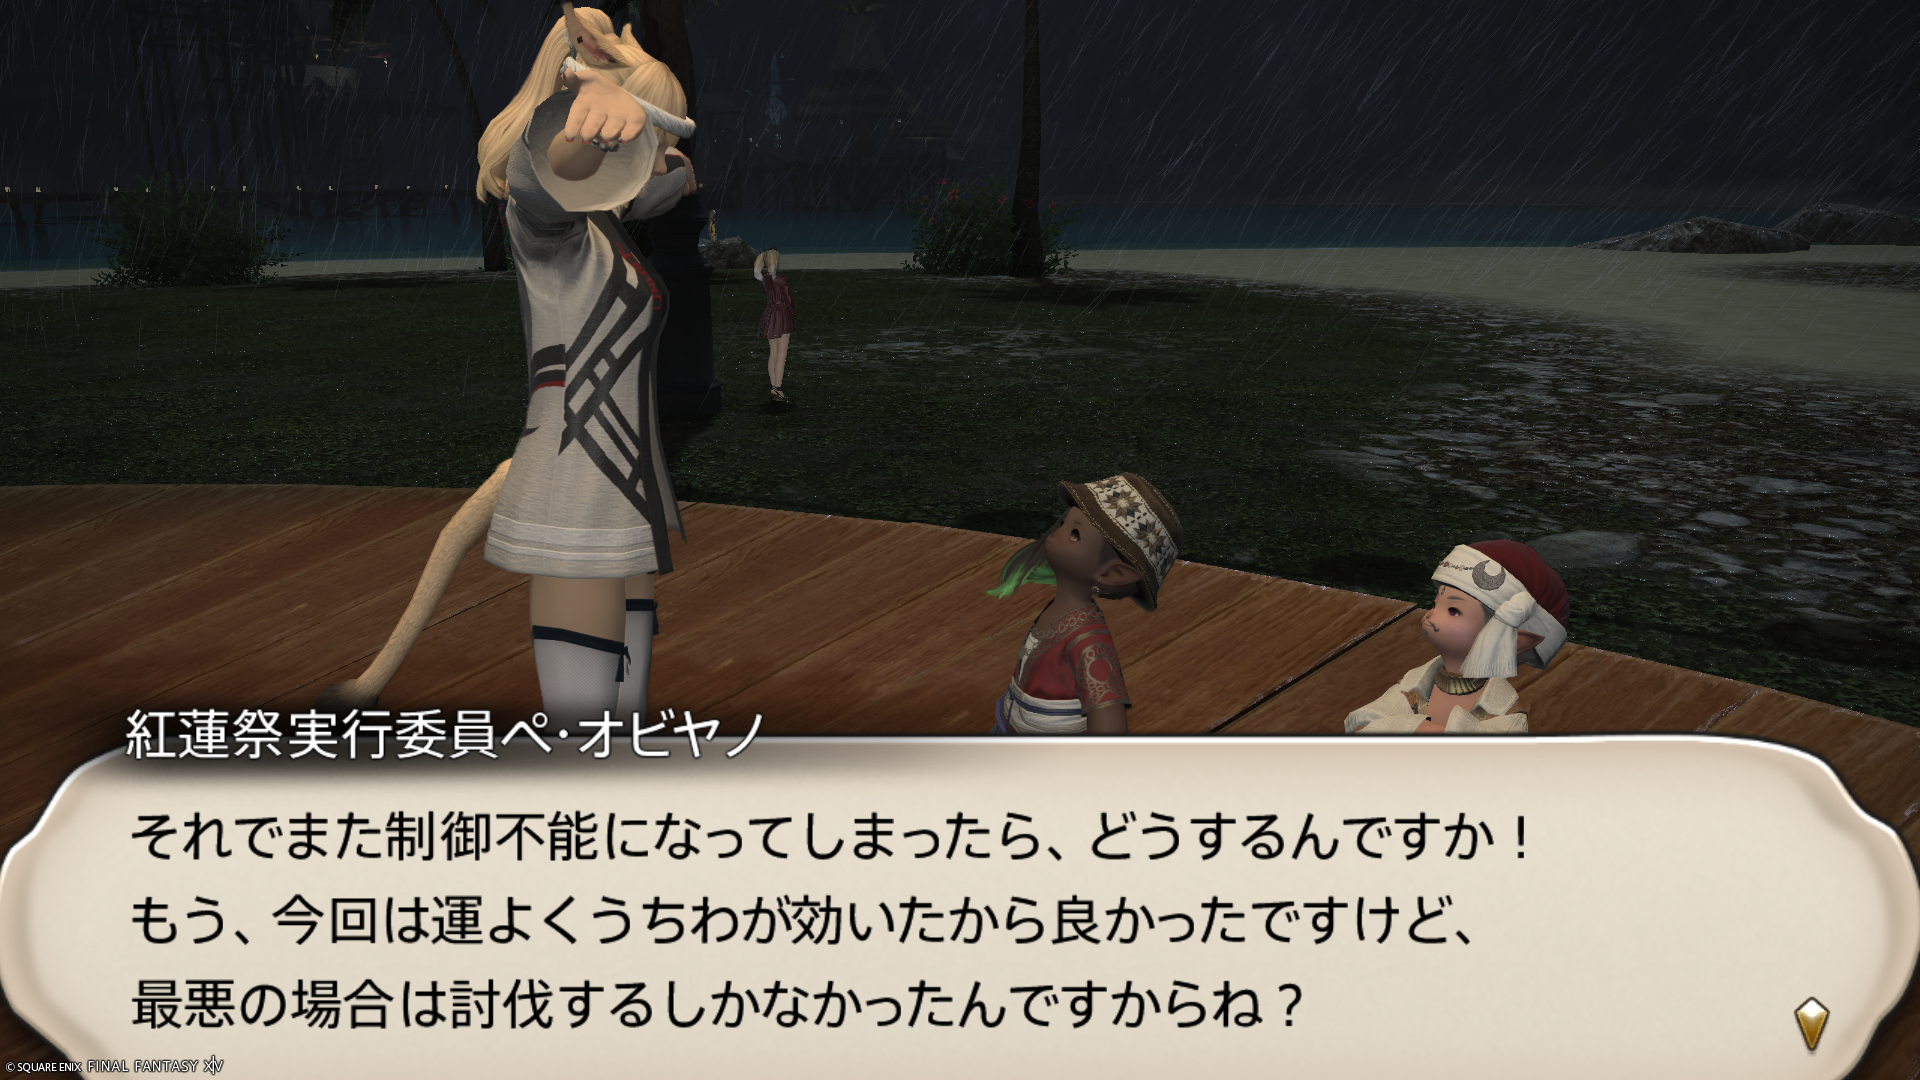 紅蓮祭実行委員ペ・オビヤノ
それでまた制御不能になってしまったら、どうするんですか！
もう、今回は運よくうちわが効いたから良かったですけど、
最悪の場合は討伐するしかなかったんですからね？
© SQUARE ENIX FINAL FANTASY XIV